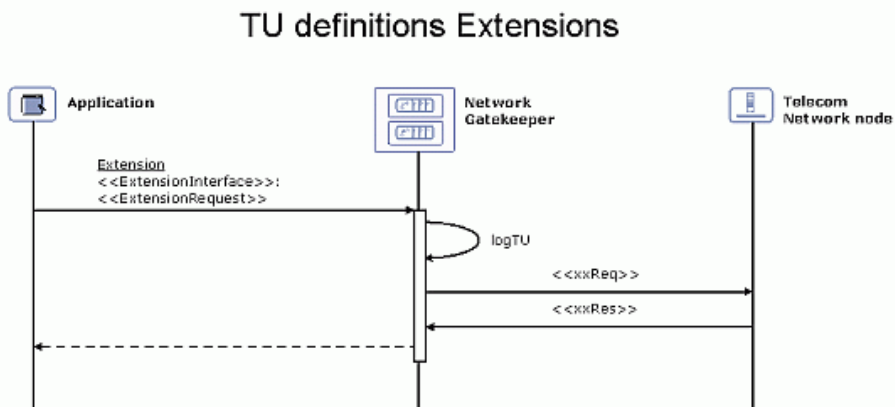 TU definitions Extensions
Application
Network
Gatekeeper
Telecom
Network node
Extension
<<ExtensionInterface>>:
<<ExtensionRequest>>
logTU
<<xxReq>>
<<xxRes>>